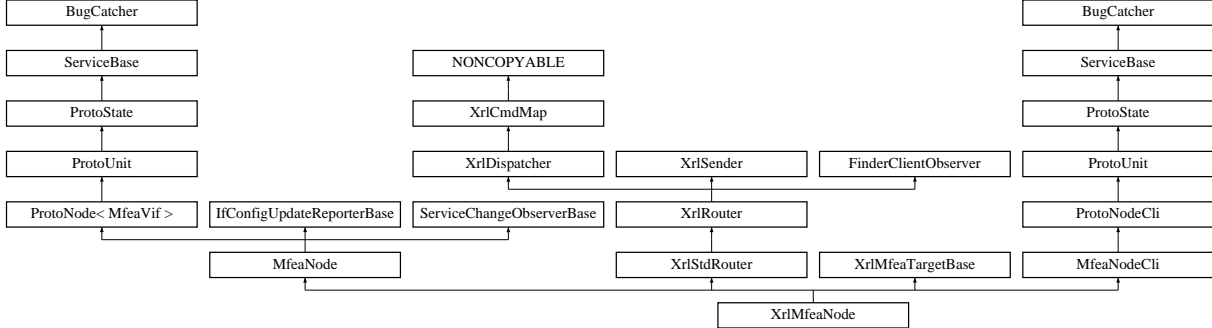 BugCatcher BugCatcher
ServiceBase NONCOPYABLE ServiceBase
ProtoState XrlCmdMap ProtoState
ProtoUnit XrlDispatcher XrlSender FinderClientObserver ProtoUnit
ProtoNode< MfeaVif > IfConfigUpdateReporterBase ServiceChangeObserverBase XrlRouter ProtoNodeCli
MfeaNode XrlStdRouter XrlMfeaTargetBase MfeaNodeCli
XrlMfeaNode